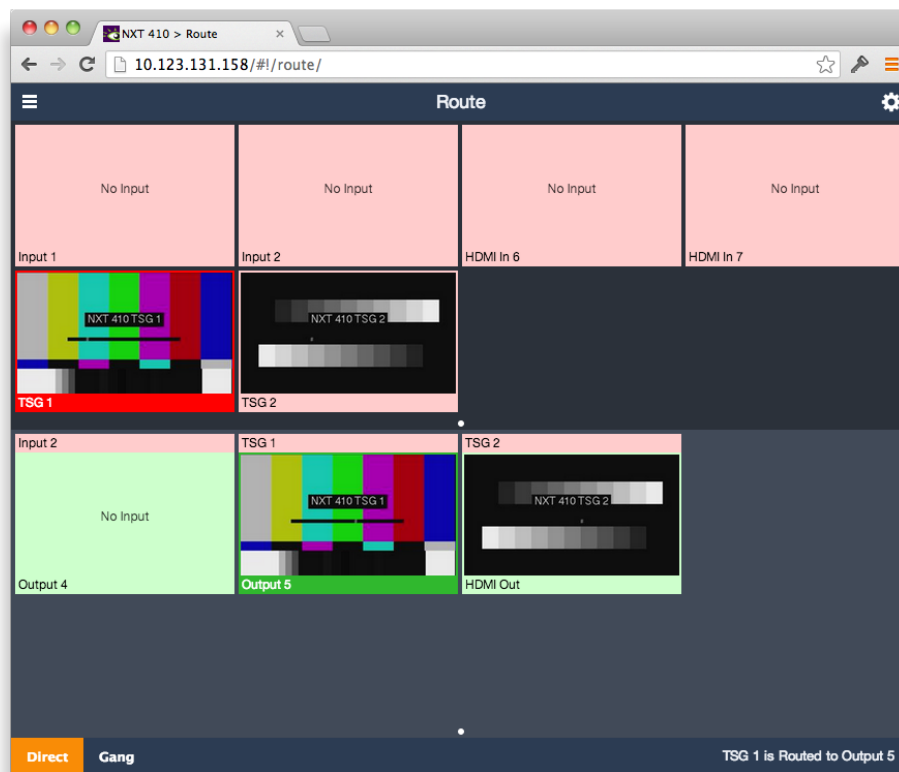 NXT 410 > Route
10.123.131.158/#!/route/
Route
No Input
No Input
No Input
No Input
Input 1
Input 2
HDMI In 6
HDMI In 7
NXT 410 TSG 1
NXT 410 TSG 2
TSG 1
TSG 2
Input 2
TSG 1
TSG 2
No Input
NXT 410 TSG 1
NXT 410 TSG 2
Output 4
Output 5
HDMI Out
Direct
Gang
TSG 1 is Routed to Output 5